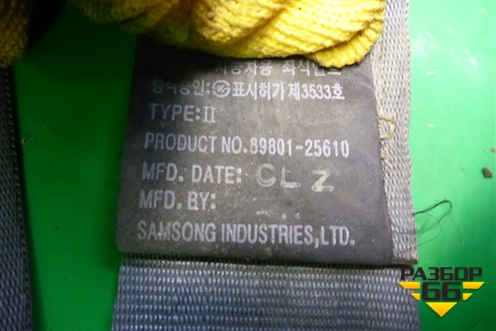 형식승인: ㉿표시허가제3533호
TYPE: II
PRODUCT NO.89801-25610
MFD. DATE: CL Z
MFD. BY:
SAMSONG INDUSTRIES,LTD.
РАЗБОР
66